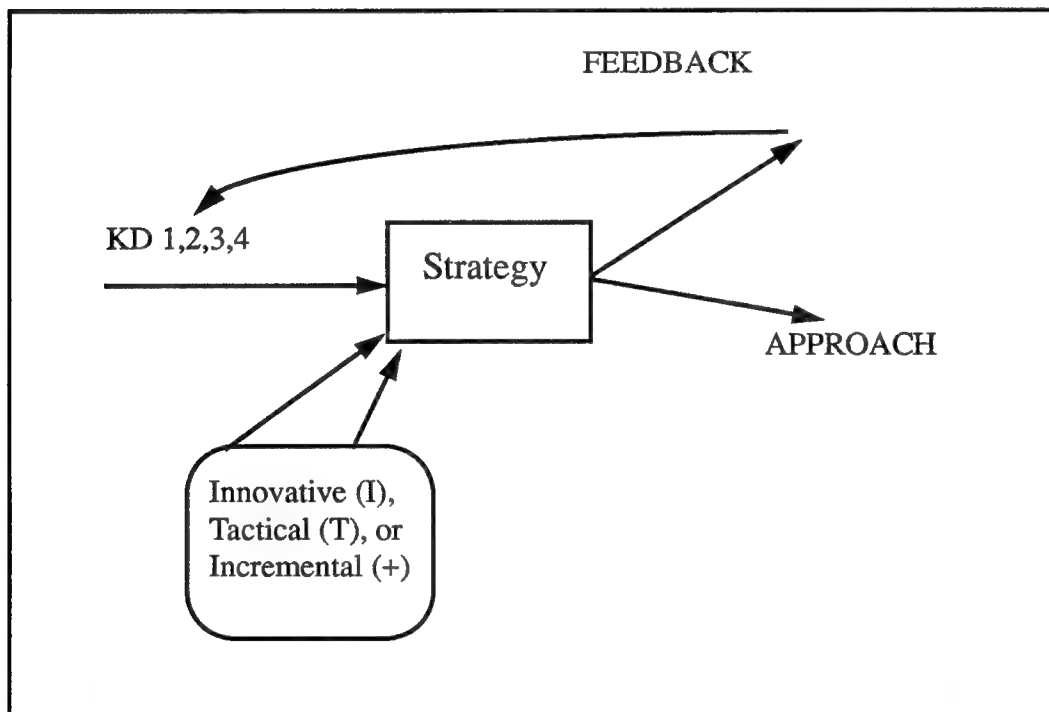 FEEDBACK
KD 1,2,3,4
Strategy
APPROACH
Innovative (I),
Tactical (T), or
Incremental (+)